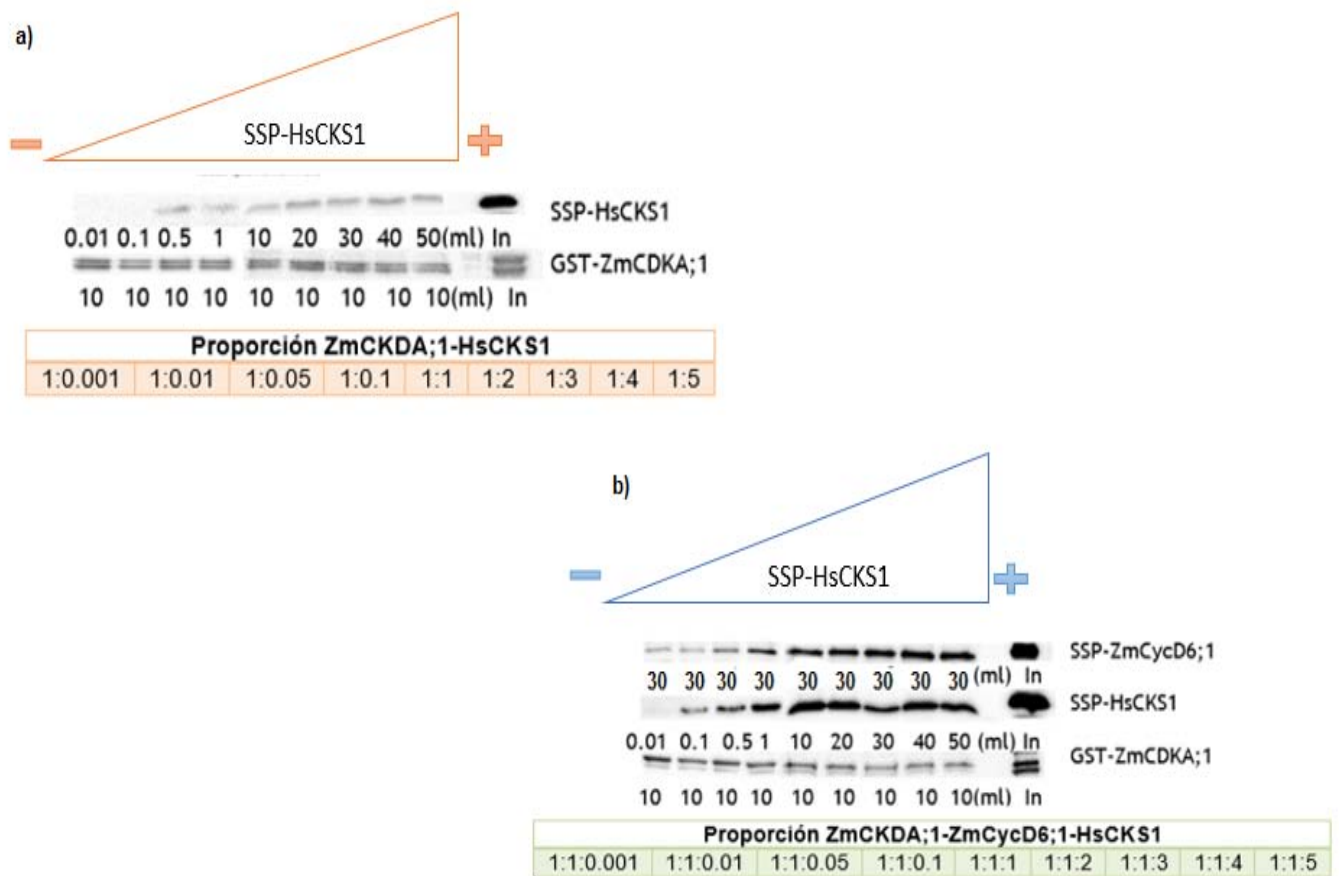 a)
SSP-HsCKS1
SSP-HsCKS1
0.01 0.1 0.5 1 10 20 30 40 50(ml) In
GST-ZmCDKA;1
10 10 10 10 10 10 10 10 10(ml) In
Proporción ZmCKDA;1-HsCKS1
1:0.001 1:0.01 1:0.05 1:0.1 1:1 1:2 1:3 1:4 1:5
b)
SSP-HsCKS1
SSP-ZmCycD6;1
30 30 30 30 30 30 30 30 30 (ml) In
SSP-HsCKS1
0.01 0.1 0.5 1 10 20 30 40 50 (ml) In
GST-ZmCDKA;1
10 10 10 10 10 10 10 10 10(ml) In
Proporción ZmCKDA;1-ZmCycD6;1-HsCKS1
1:1:0.001 1:1:0.01 1:1:0.05 1:1:0.1 1:1:1 1:1:2 1:1:3 1:1:4 1:1:5